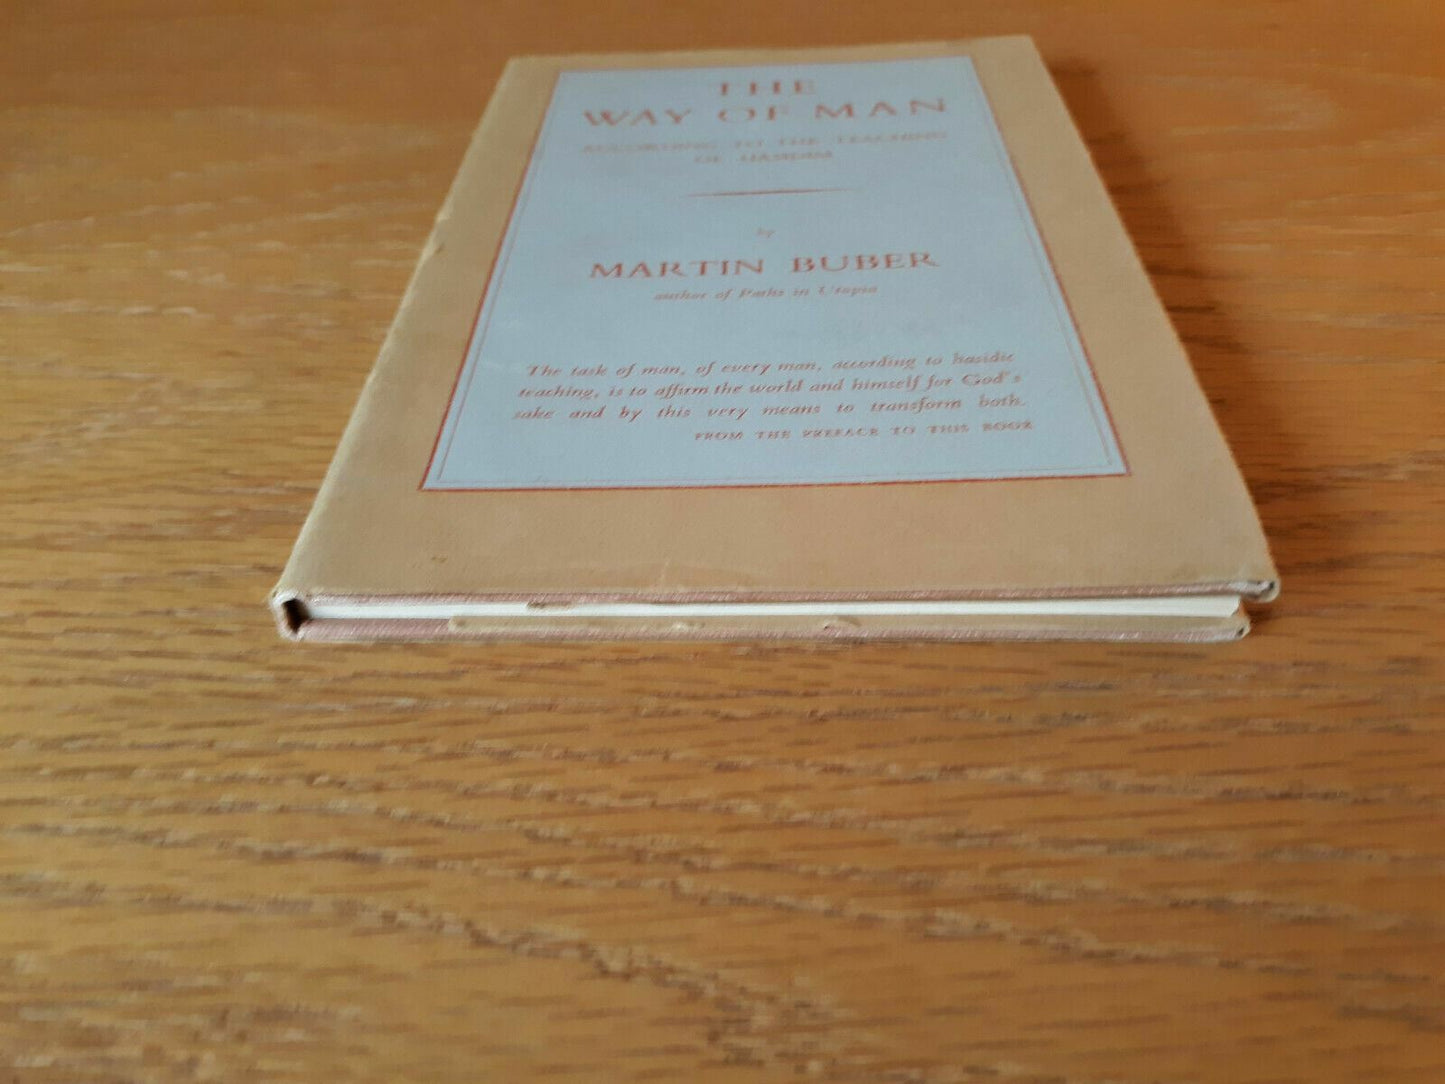 THE
WAY OF MAN
ACCORDING TO THE TEACHING
OF HASIDIM
by
MARTIN BUBER
author of Paths in Utopia
The task of man, of every man, according to hasidic
teaching, is to affirm the world and himself for God's
sake and by this very means to transform both.
FROM THE PREFACE TO THIS BOOK